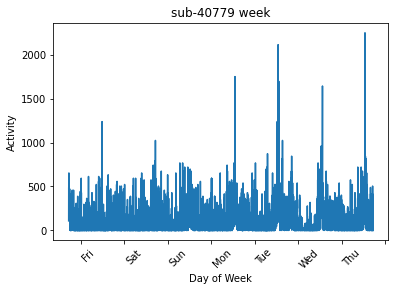 sub-40779 week
Activity
2000
1500
1000
500
0
Fri
Sat
Sun
Mon
Tue
Wed
Thu
Day of Week